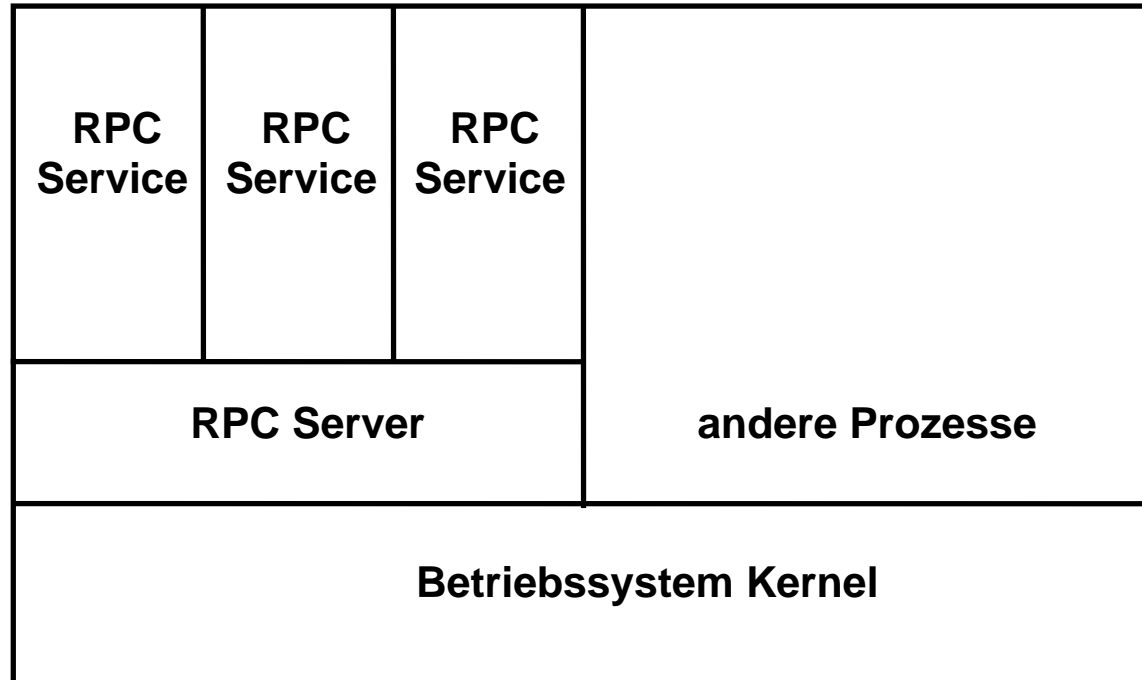 RPC
Service
RPC
Service
RPC
Service
RPC Server
andere Prozesse
Betriebssystem Kernel